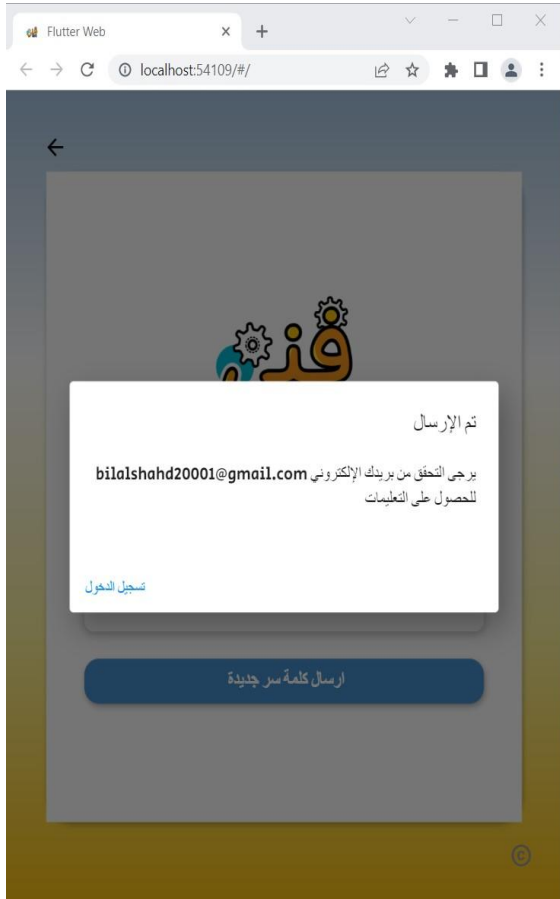 Flutter Web
localhost:54109/#/
تم الإرسال
يرجى التحقق من بريدك الإلكتروني bilalshahd20001@gmail.com
للحصول على التعليمات
تسجيل الدخول
ارسال كلمة سر جديدة
©